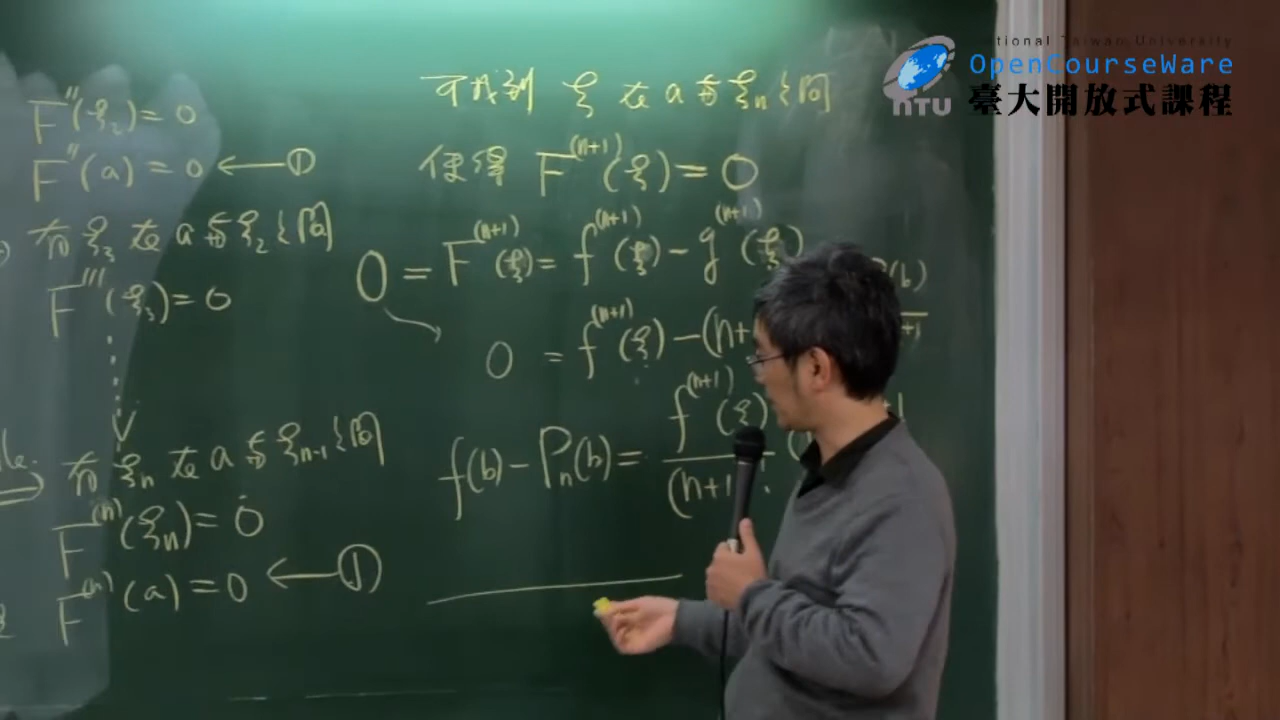 National Taiwan University
OpenCourseWare
NTU 臺大開放式課程
F''(ξ₂) = 0
F''(a) = 0 ← ①
有 ξ₃ 在 a 與 ξ₂ 之間
F'''(ξ₃) = 0
有 ξₙ 在 a 與 ξₙ₋₁ 之間
F⁽ⁿ⁾(ξₙ) = 0
F⁽ⁿ⁾(a) = 0 ← ①
可找到 ξ 在 a 與 ξₙ 之間
使得 F⁽ⁿ⁺¹⁾(ξ) = 0
0 = F⁽ⁿ⁺¹⁾(ξ) = f⁽ⁿ⁺¹⁾(ξ) − g⁽ⁿ⁺¹⁾(ξ)
0 = f⁽ⁿ⁺¹⁾(ξ) − (n+
f(b) − Pₙ(b) = f⁽ⁿ⁺¹⁾(ξ) / (n+1)